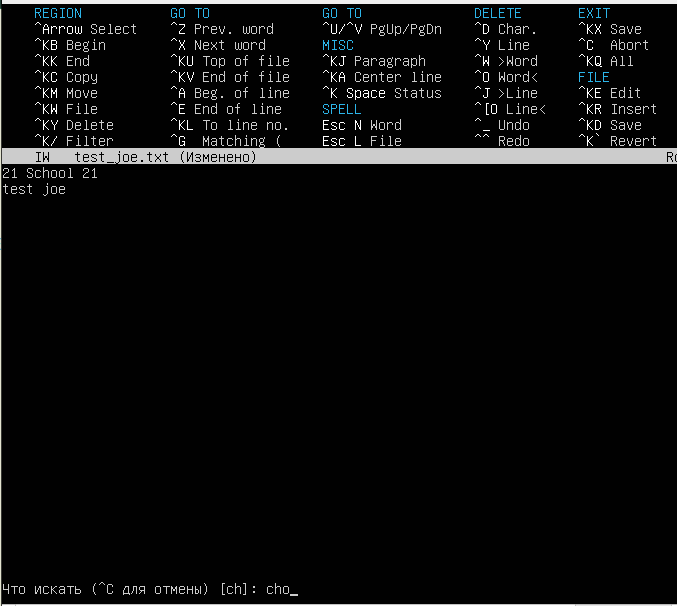 REGION GO TO GO TO DELETE EXIT
^Arrow Select ^Z Prev. word ^U/^V PgUp/PgDn ^D Char. ^KX Save
^KB Begin ^X Next word MISC ^Y Line ^C Abort
^KK End ^KU Top of file ^KJ Paragraph ^W >Word ^KQ All
^KC Copy ^KV End of file ^KA Center line ^O Word< FILE
^KM Move ^A Beg. of line ^K Space Status ^J >Line ^KE Edit
^KW File ^E End of line SPELL ^[O Line< ^KR Insert
^KY Delete ^KL To line no. Esc N Word ^_ Undo ^KD Save
^K/ Filter ^G Matching ( Esc L File ^^ Redo ^K` Revert
IW test_joe.txt (Изменено) Ro
21 School 21
test joe
Что искать (^C для отмены) [ch]: cho_